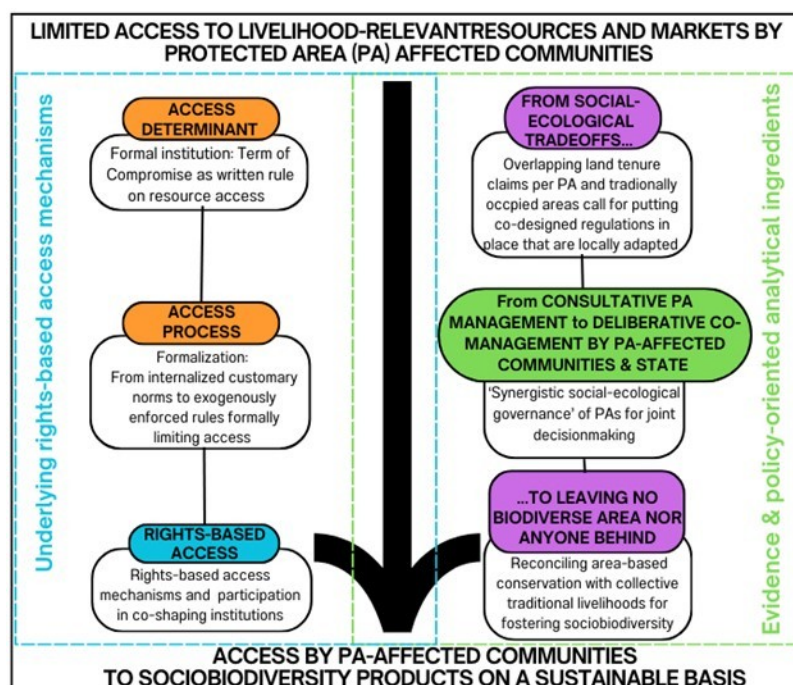 LIMITED ACCESS TO LIVELIHOOD-RELEVANTRESOURCES AND MARKETS BY
PROTECTED AREA (PA) AFFECTED COMMUNITIES
Underlying rights-based access mechanisms
ACCESS
DETERMINANT
Formal institution: Term of
Compromise as written rule
on resource access
ACCESS
PROCESS
Formalization:
From internalized customary
norms to exogenously
enforced rules formally
limiting access
RIGHTS-BASED
ACCESS
Rights-based access
mechanisms and participation
in co-shaping institutions
FROM SOCIAL-
ECOLOGICAL
TRADEOFFS...
Overlapping land tenure
claims per PA and tradionally
occpied areas call for putting
co-designed regulations in
place that are locally adapted
From CONSULTATIVE PA
MANAGEMENT to DELIBERATIVE CO-
MANAGEMENT BY PA-AFFECTED
COMMUNITIES & STATE
‘Synergistic social-ecological
governance’ of PAs for joint
decisionmaking
...TO LEAVING NO
BIODIVERSE AREA NOR
ANYONE BEHIND
Reconciling area-based
conservation with collective
traditional livelihoods for
fostering sociobiodiversity
Evidence & policy-oriented analytical ingredients
ACCESS BY PA-AFFECTED COMMUNITIES
TO SOCIOBIODIVERSITY PRODUCTS ON A SUSTAINABLE BASIS